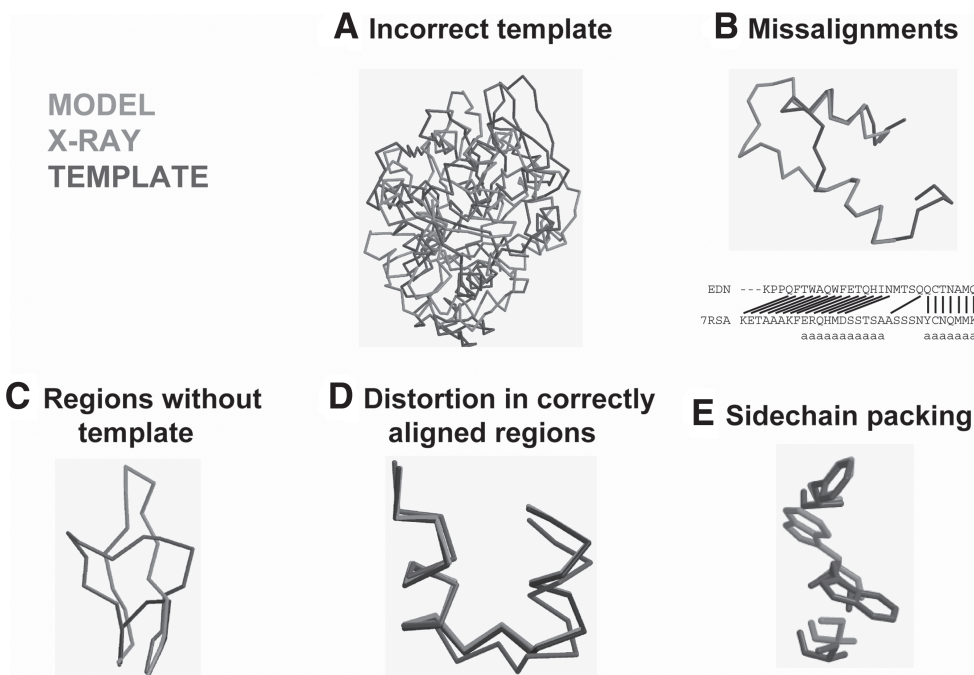 A Incorrect template
B Missalignments
MODEL
X-RAY
TEMPLATE
EDN ---KPPQFTWAQWFETQHINMTSQQCTNAMQ
7RSA KETAAAKFERQHMDSSTSAASSSNYCNQMMK
aaaaaaaaaaa aaaaaaa
C Regions without
template
D Distortion in correctly
aligned regions
E Sidechain packing